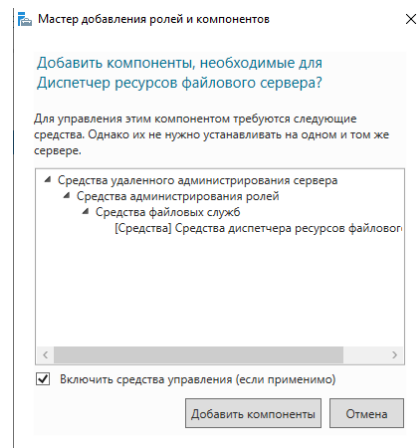 Мастер добавления ролей и компонентов
Добавить компоненты, необходимые для
Диспетчер ресурсов файлового сервера?
Для управления этим компонентом требуются следующие
средства. Однако их не нужно устанавливать на одном и том же
сервере.
Средства удаленного администрирования сервера
Средства администрирования ролей
Средства файловых служб
[Средства] Средства диспетчера ресурсов файловог
Включить средства управления (если применимо)
Добавить компоненты Отмена